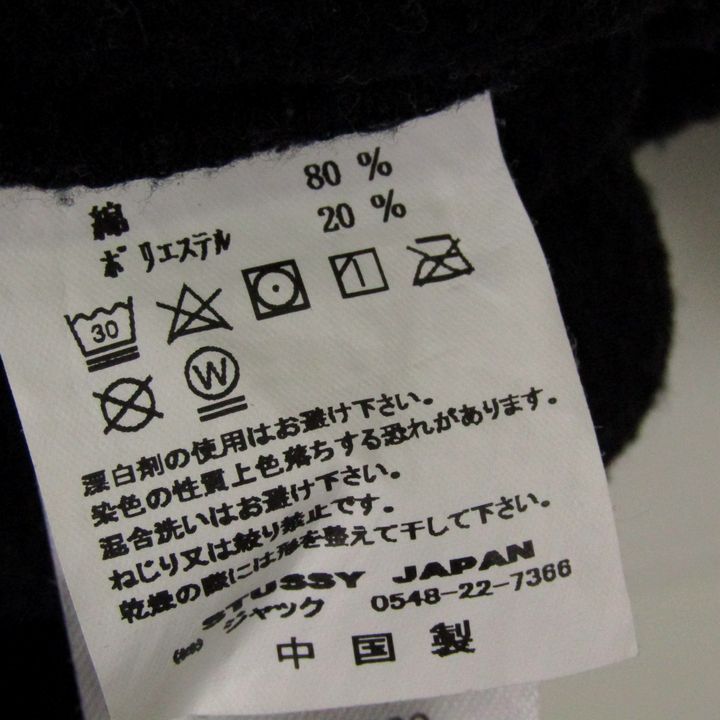 綿 80 %
ポリエステル 20 %
30
W
漂白剤の使用はお避け下さい。
染色の性質上色落ちする恐れがあります。
混合洗いはお避け下さい。
ねじり又は絞り禁止です。
乾燥の際には形を整えて干して下さい。
STUSSY JAPAN
(株)ジャック 0548-22-7366
中国製